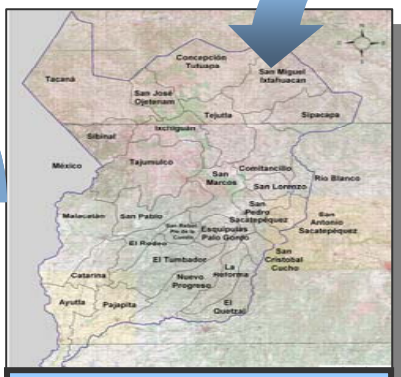 Concepción
Tutuapa
San Miguel
Ixtahuacán
Tacaná
San José
Ojetenam
Tejutla
Sipacapa
Ixchiguán
Sibinal
México
Tajumulco
Comitancillo
San
Marcos
Río Blanco
San Lorenzo
San
Pedro
Sacatepéquez
San
Antonio
Sacatepéquez
Malacatán
San Pablo
San Rafael
Pie de la
Cuesta
Esquipulas
Palo Gordo
El Rodeo
San
Cristobal
Cucho
El Tumbador
La
Reforma
Catarina
Nuevo
Progreso
Ayutla
Pajapita
El
Quetzal